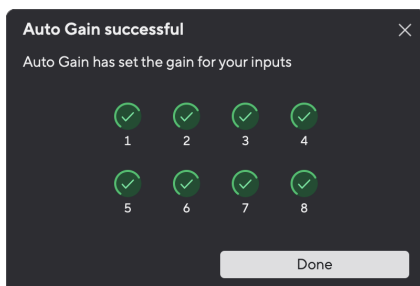 Auto Gain successful
Auto Gain has set the gain for your inputs
1 2 3 4
5 6 7 8
Done